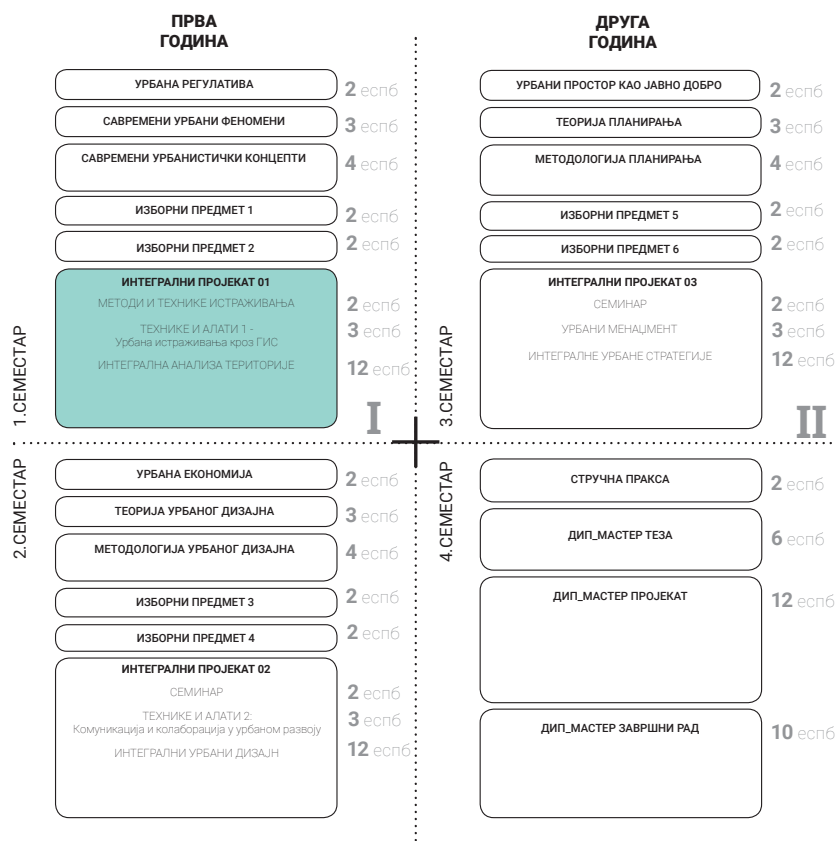 ПРВА
ГОДИНА
1.СЕМЕСТАР
УРБАНА РЕГУЛАТИВА 2 еспб
САВРЕМЕНИ УРБАНИ ФЕНОМЕНИ 3 еспб
САВРЕМЕНИ УРБАНИСТИЧКИ КОНЦЕПТИ 4 еспб
ИЗБОРНИ ПРЕДМЕТ 1 2 еспб
ИЗБОРНИ ПРЕДМЕТ 2 2 еспб
ИНТЕГРАЛНИ ПРОЈЕКАТ 01
МЕТОДИ И ТЕХНИКЕ ИСТРАЖИВАЊА 2 еспб
ТЕХНИКЕ И АЛАТИ 1 - 3 еспб
Урбана истраживања кроз ГИС
ИНТЕГРАЛНА АНАЛИЗА ТЕРИТОРИЈЕ 12 еспб
I
2.СЕМЕСТАР
УРБАНА ЕКОНОМИЈА 2 еспб
ТЕОРИЈА УРБАНОГ ДИЗАЈНА 3 еспб
МЕТОДОЛОГИЈА УРБАНОГ ДИЗАЈНА 4 еспб
ИЗБОРНИ ПРЕДМЕТ 3 2 еспб
ИЗБОРНИ ПРЕДМЕТ 4 2 еспб
ИНТЕГРАЛНИ ПРОЈЕКАТ 02
СЕМИНАР 2 еспб
ТЕХНИКЕ И АЛАТИ 2: 3 еспб
Комуникација и колаборација у урбаном развоју
ИНТЕГРАЛНИ УРБАНИ ДИЗАЈН 12 еспб
ДРУГА
ГОДИНА
3.СЕМЕСТАР
УРБАНИ ПРОСТОР КАО ЈАВНО ДОБРО 2 еспб
ТЕОРИЈА ПЛАНИРАЊА 3 еспб
МЕТОДОЛОГИЈА ПЛАНИРАЊА 4 еспб
ИЗБОРНИ ПРЕДМЕТ 5 2 еспб
ИЗБОРНИ ПРЕДМЕТ 6 2 еспб
ИНТЕГРАЛНИ ПРОЈЕКАТ 03
СЕМИНАР 2 еспб
УРБАНИ МЕНАЏМЕНТ 3 еспб
ИНТЕГРАЛНЕ УРБАНЕ СТРАТЕГИЈЕ 12 еспб
II
4.СЕМЕСТАР
СТРУЧНА ПРАКСА 2 еспб
ДИП_МАСТЕР ТЕЗА 6 еспб
ДИП_МАСТЕР ПРОЈЕКАТ 12 еспб
ДИП_МАСТЕР ЗАВРШНИ РАД 10 еспб